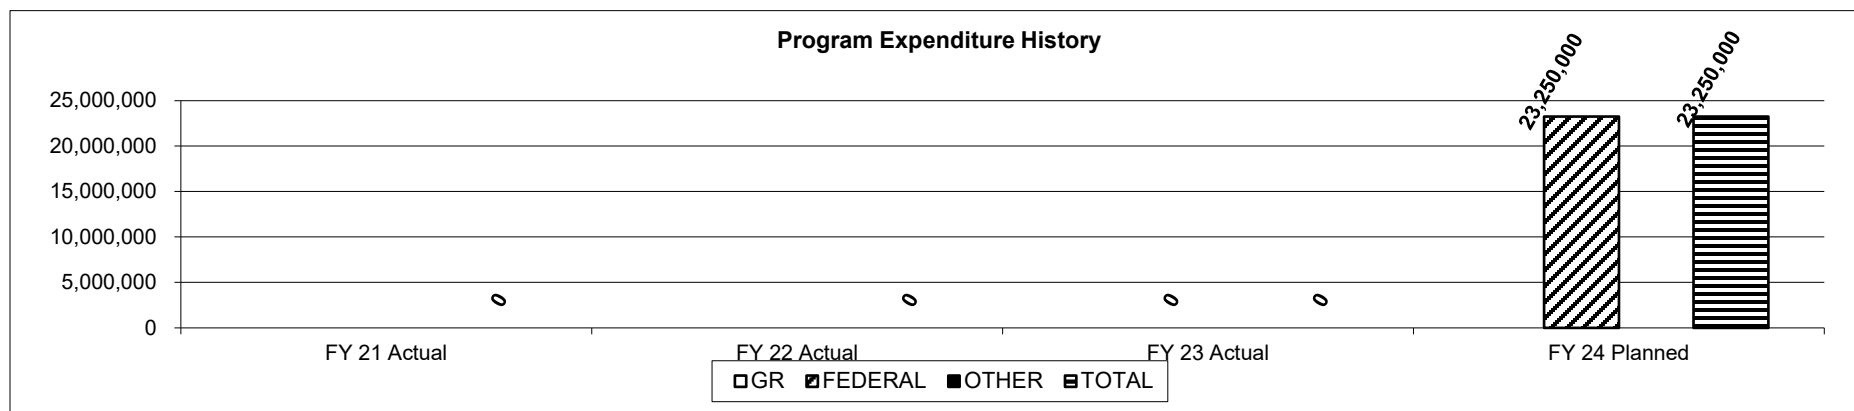 Program Expenditure History
23,250,000 23,250,000
25,000,000
20,000,000
15,000,000
10,000,000
5,000,000
0 0 0 0
0
FY 21 Actual FY 22 Actual FY 23 Actual FY 24 Planned
GR FEDERAL OTHER TOTAL